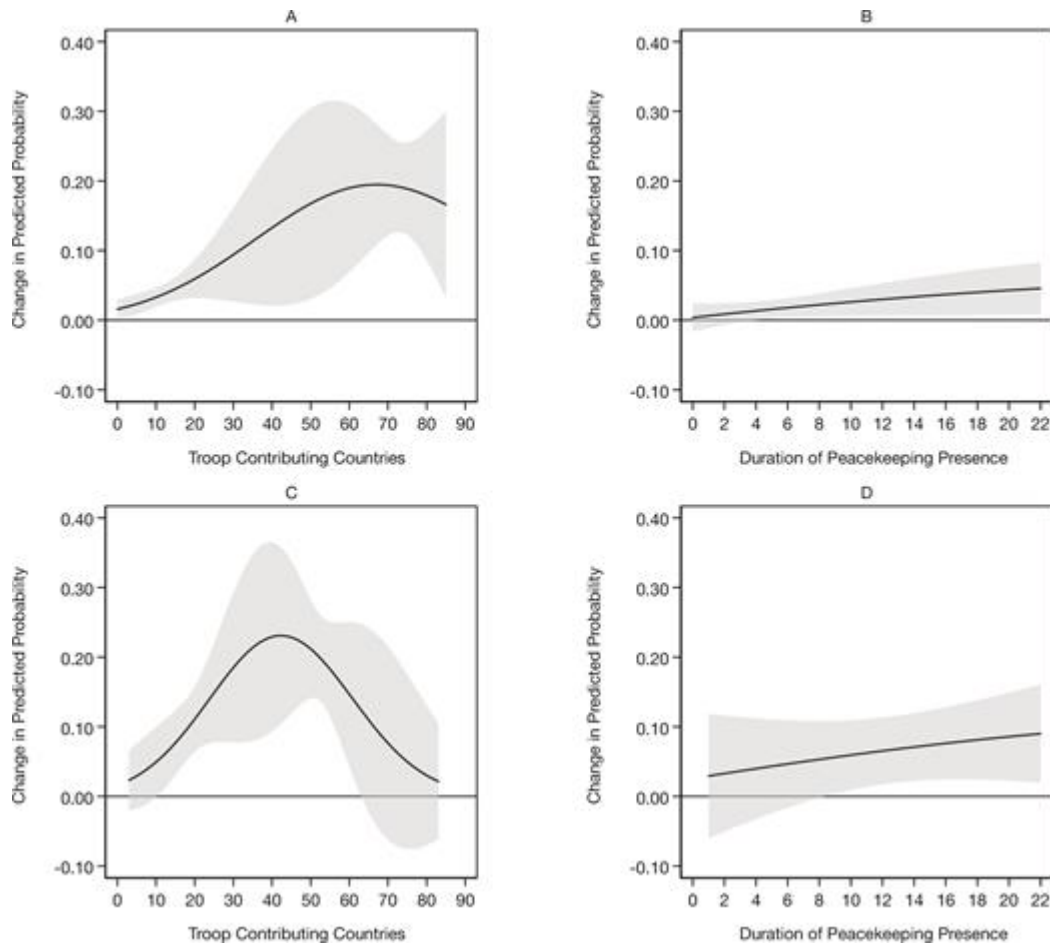 A
Change in Predicted Probability
0.40
0.30
0.20
0.10
0.00
-0.10
0 10 20 30 40 50 60 70 80 90
Troop Contributing Countries
B
Change in Predicted Probability
0.40
0.30
0.20
0.10
0.00
-0.10
0 2 4 6 8 10 12 14 16 18 20 22
Duration of Peacekeeping Presence
C
Change in Predicted Probability
0.40
0.30
0.20
0.10
0.00
-0.10
0 10 20 30 40 50 60 70 80 90
Troop Contributing Countries
D
Change in Predicted Probability
0.40
0.30
0.20
0.10
0.00
-0.10
0 2 4 6 8 10 12 14 16 18 20 22
Duration of Peacekeeping Presence